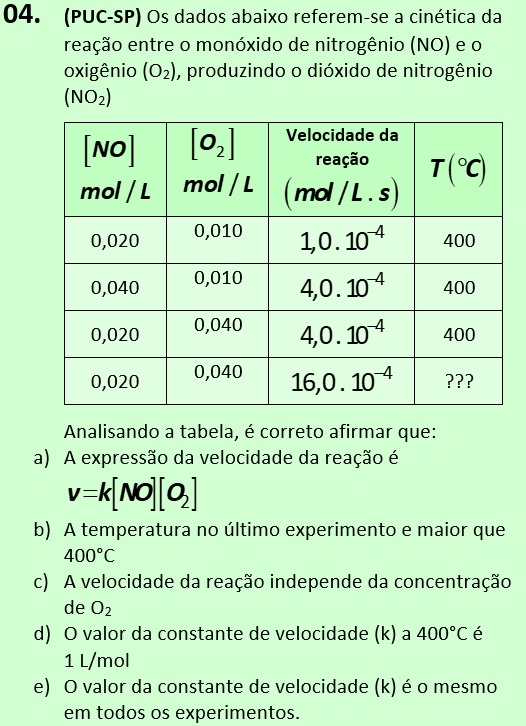 04. (PUC-SP) Os dados abaixo referem-se a cinética da
reação entre o monóxido de nitrogênio (NO) e o
oxigênio (O₂), produzindo o dióxido de nitrogênio
(NO₂)
[NO] mol / L | [O₂] mol / L | Velocidade da reação (mol / L . s) | T (°C)
0,020 | 0,010 | 1,0 . 10⁻⁴ | 400
0,040 | 0,010 | 4,0 . 10⁻⁴ | 400
0,020 | 0,040 | 4,0 . 10⁻⁴ | 400
0,020 | 0,040 | 16,0 . 10⁻⁴ | ???
Analisando a tabela, é correto afirmar que:
a) A expressão da velocidade da reação é
v=k[NO][O₂]
b) A temperatura no último experimento e maior que
400°C
c) A velocidade da reação independe da concentração
de O₂
d) O valor da constante de velocidade (k) a 400°C é
1 L/mol
e) O valor da constante de velocidade (k) é o mesmo
em todos os experimentos.